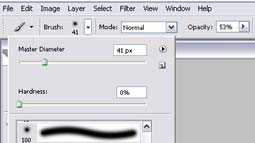 File Edit Image Layer Select Filter View Window Help
Brush: 41 Mode: Normal Opacity: 53%
Master Diameter 41 px
Hardness: 0%
100